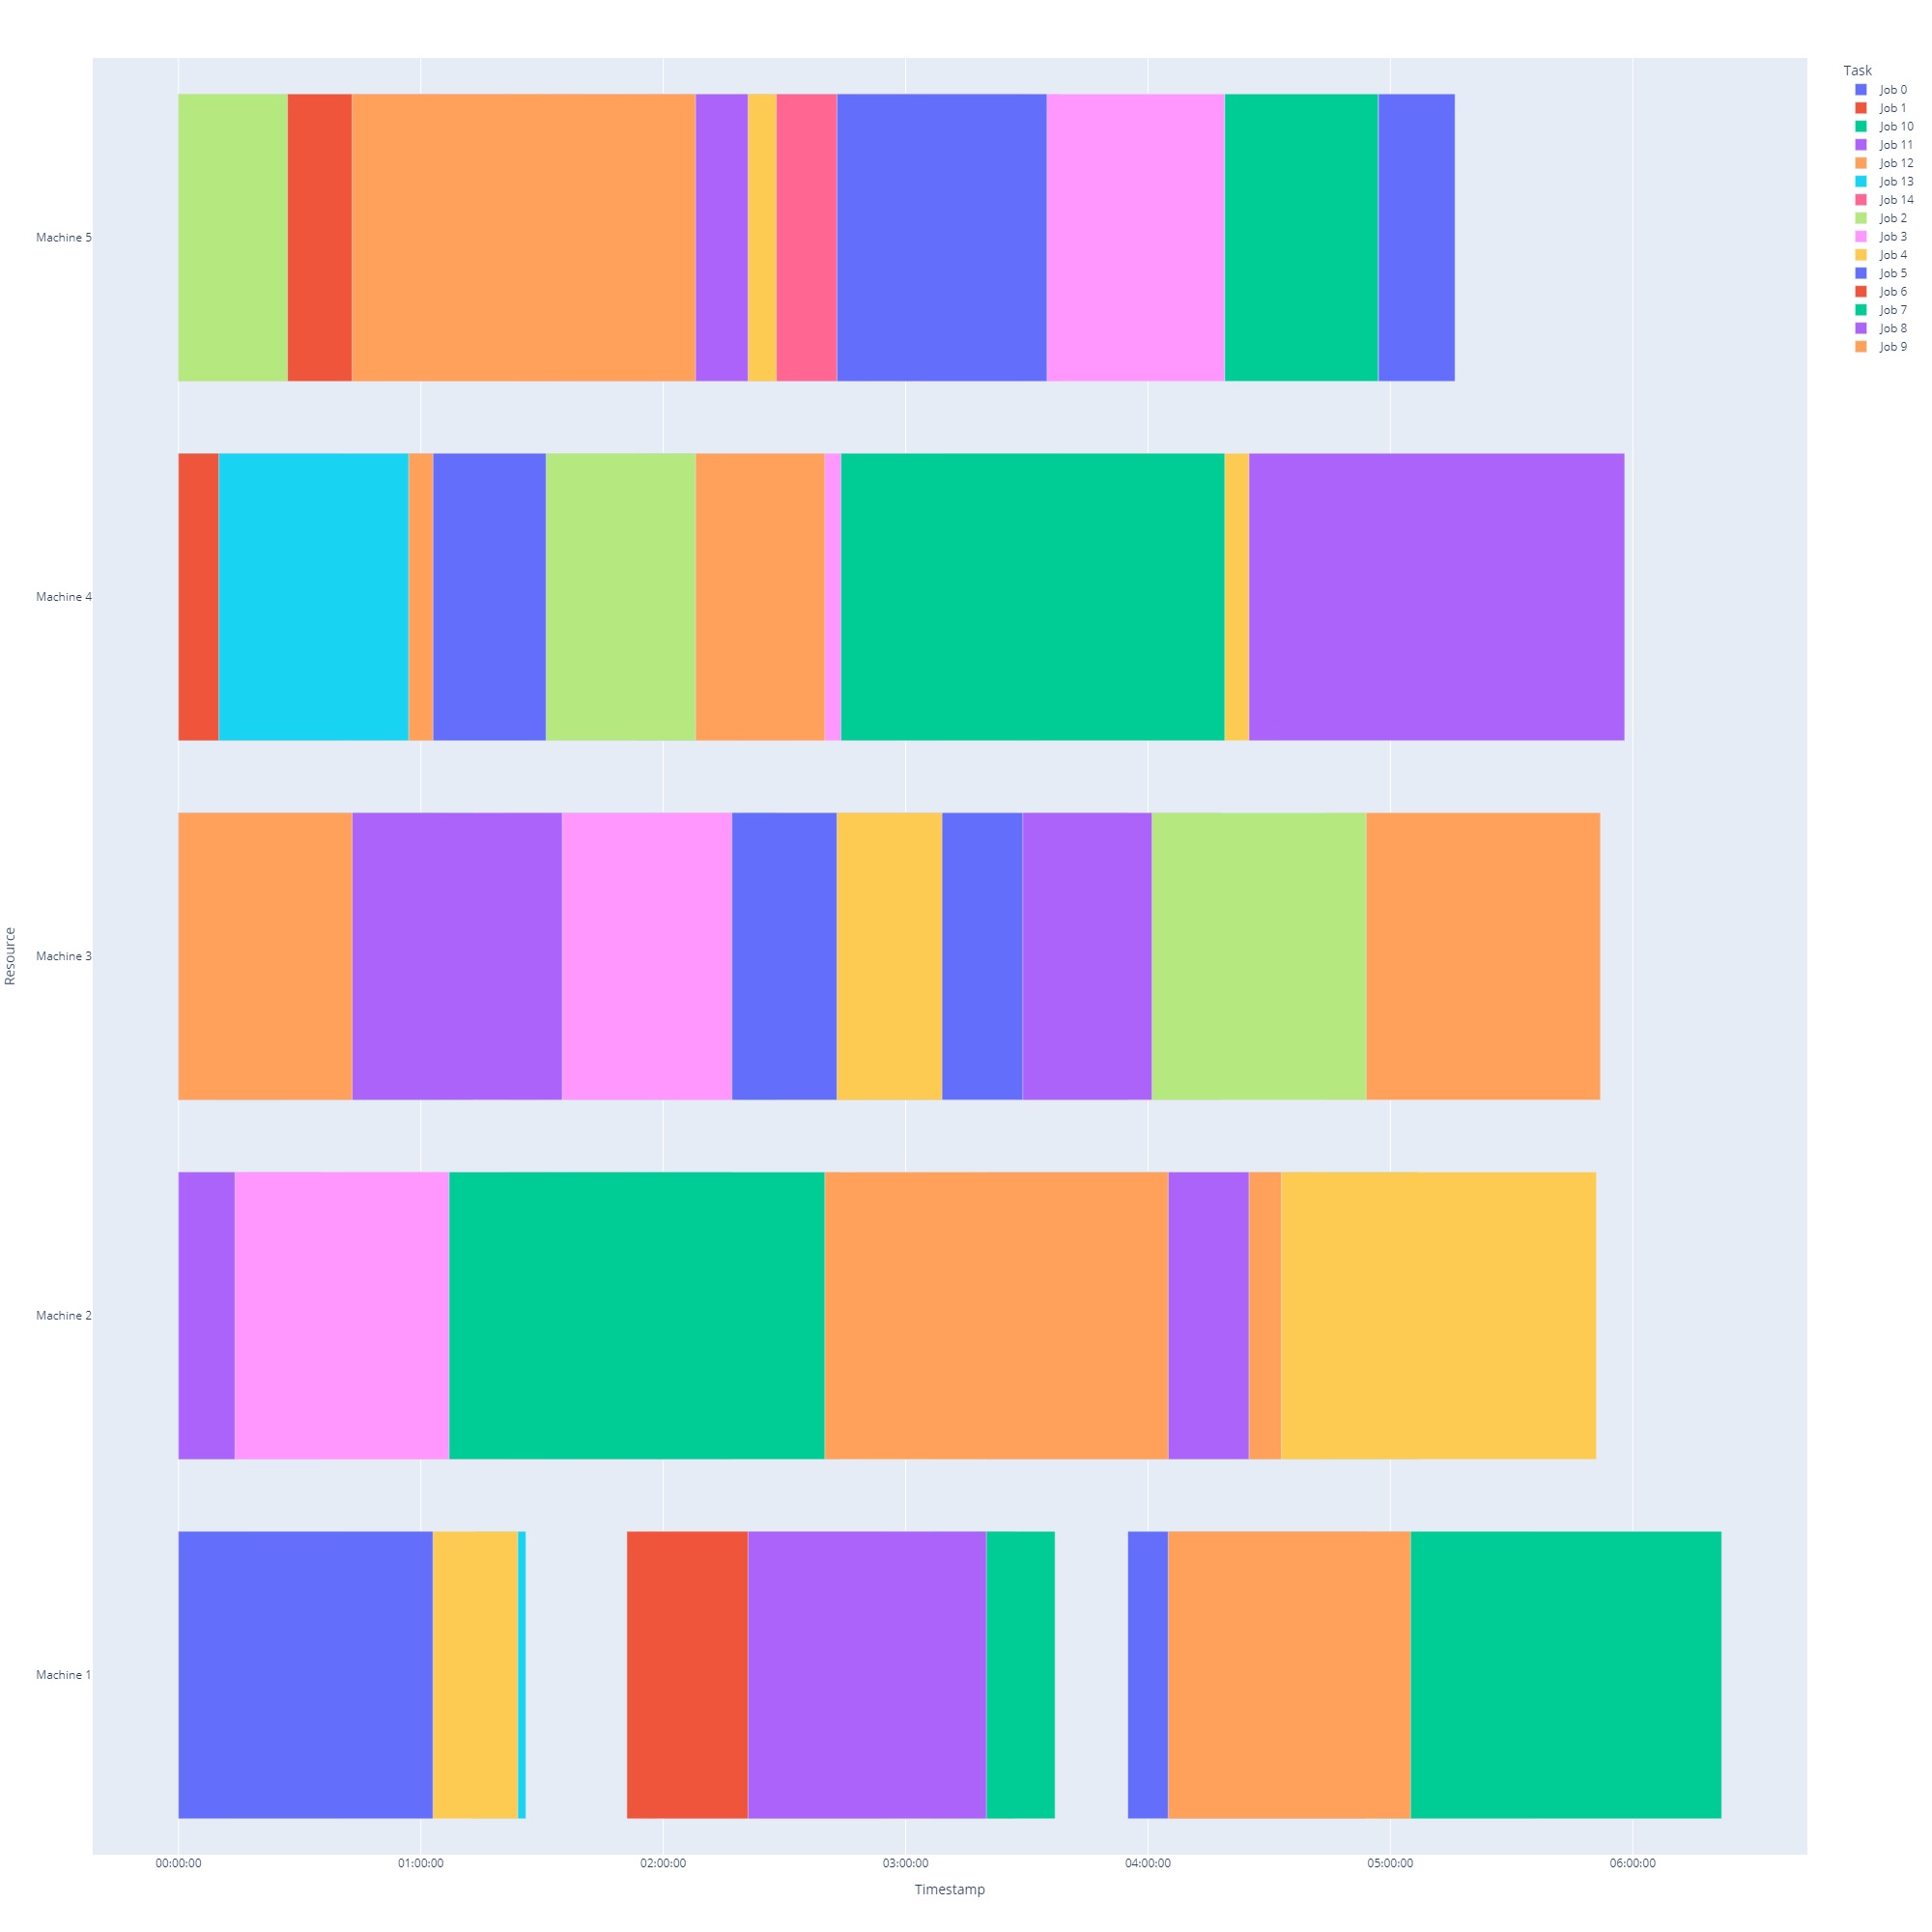 Task
Job 0
Job 1
Job 10
Job 11
Job 12
Job 13
Job 14
Job 2
Job 3
Job 4
Job 5
Job 6
Job 7
Job 8
Job 9
Machine 5
Machine 4
Machine 3
Machine 2
Machine 1
Resource
00:00:00 01:00:00 02:00:00 03:00:00 04:00:00 05:00:00 06:00:00
Timestamp